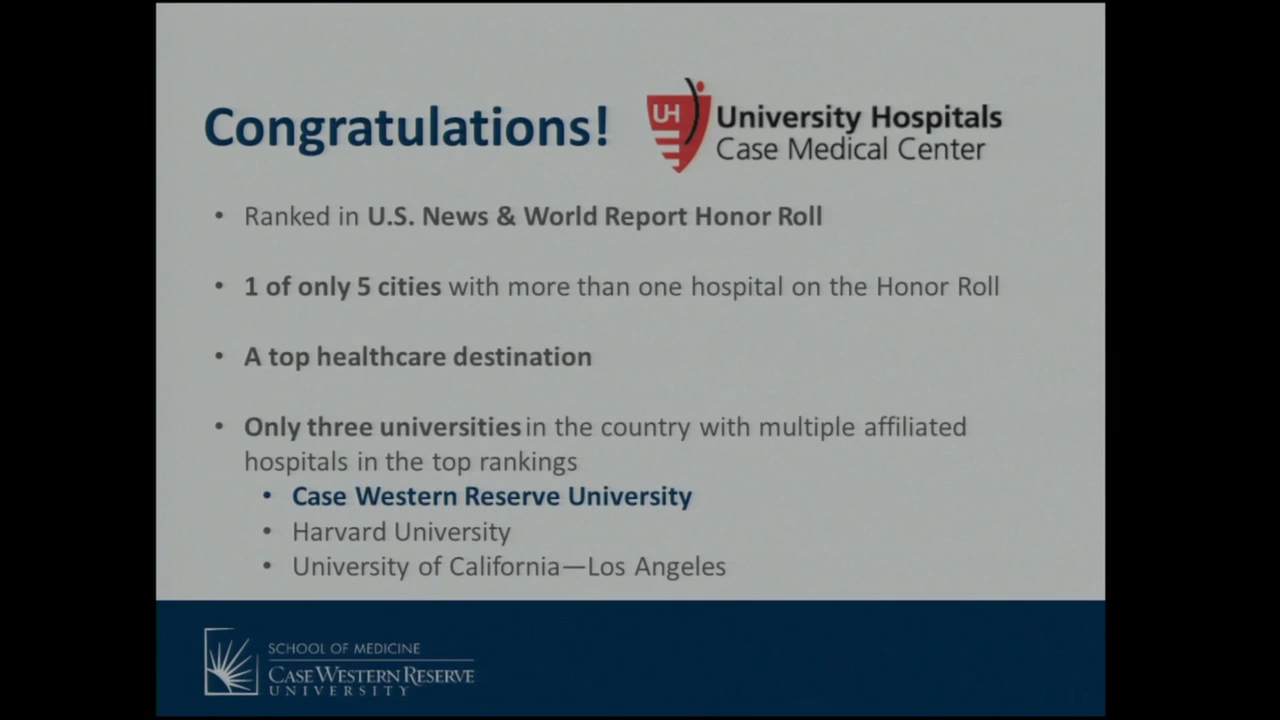 Congratulations!
UH
University Hospitals
Case Medical Center
• Ranked in U.S. News & World Report Honor Roll
• 1 of only 5 cities with more than one hospital on the Honor Roll
• A top healthcare destination
• Only three universities in the country with multiple affiliated
hospitals in the top rankings
• Case Western Reserve University
• Harvard University
• University of California—Los Angeles
SCHOOL OF MEDICINE
CASE WESTERN RESERVE
UNIVERSITY